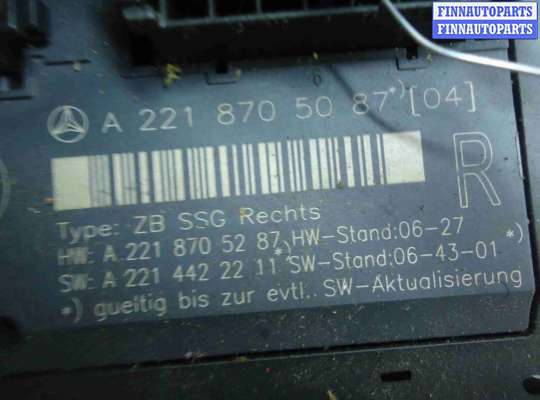 FINNAUTOPARTS
FINNAUTOPARTS
A 221 870 50 87*) [04]
R
Type: ZB SSG Rechts
HW: A 221 870 52 87 HW-Stand:06-27
SW: A 221 442 22 11*) SW-Stand:06-43-01*)
*) gueltig bis zur evtl. SW-Aktualisierung